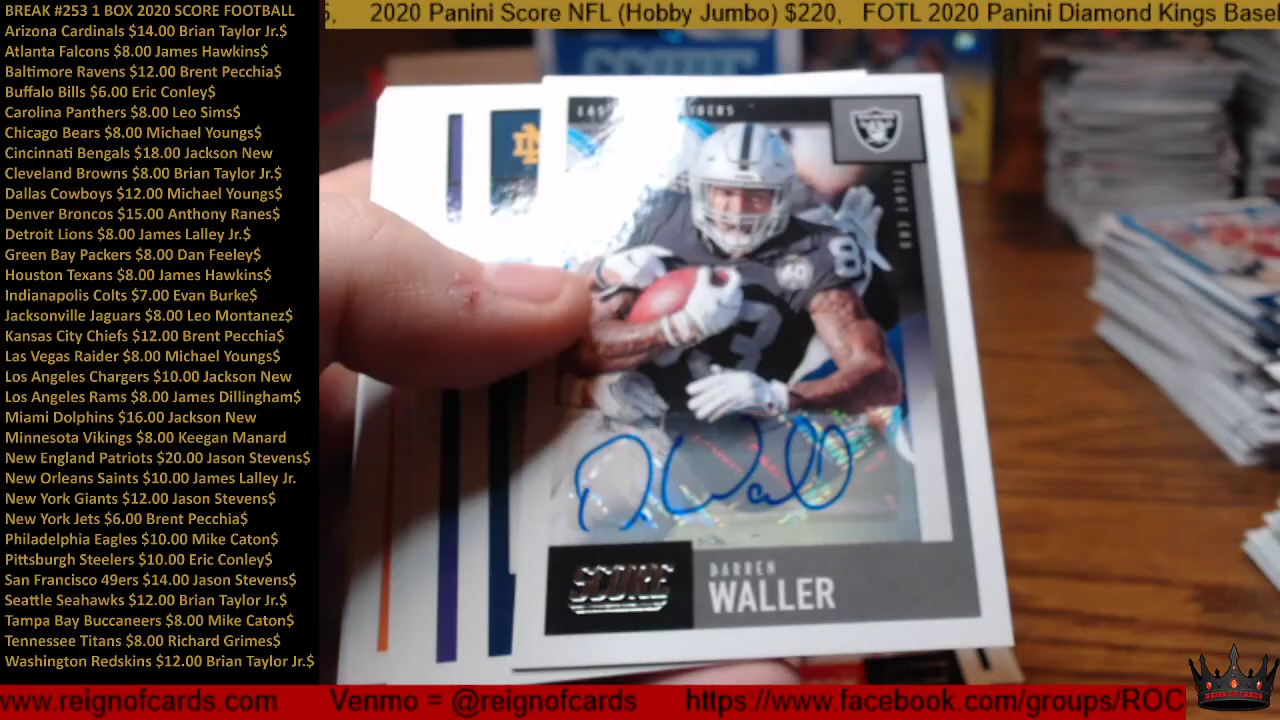 BREAK #253 1 BOX 2020 SCORE FOOTBALL
Arizona Cardinals $14.00 Brian Taylor Jr.$
Atlanta Falcons $8.00 James Hawkins$
Baltimore Ravens $12.00 Brent Pecchia$
Buffalo Bills $6.00 Eric Conley$
Carolina Panthers $8.00 Leo Sims$
Chicago Bears $8.00 Michael Youngs$
Cincinnati Bengals $18.00 Jackson New
Cleveland Browns $8.00 Brian Taylor Jr.$
Dallas Cowboys $12.00 Michael Youngs$
Denver Broncos $15.00 Anthony Ranes$
Detroit Lions $8.00 James Lalley Jr.$
Green Bay Packers $8.00 Dan Feeley$
Houston Texans $8.00 James Hawkins$
Indianapolis Colts $7.00 Evan Burke$
Jacksonville Jaguars $8.00 Leo Montanez$
Kansas City Chiefs $12.00 Brent Pecchia$
Las Vegas Raider $8.00 Michael Youngs$
Los Angeles Chargers $10.00 Jackson New
Los Angeles Rams $8.00 James Dillingham$
Miami Dolphins $16.00 Jackson New
Minnesota Vikings $8.00 Keegan Manard
New England Patriots $20.00 Jason Stevens$
New Orleans Saints $10.00 James Lalley Jr.
New York Giants $12.00 Jason Stevens$
New York Jets $6.00 Brent Pecchia$
Philadelphia Eagles $10.00 Mike Caton$
Pittsburgh Steelers $10.00 Eric Conley$
San Francisco 49ers $14.00 Jason Stevens$
Seattle Seahawks $12.00 Brian Taylor Jr.$
Tampa Bay Buccaneers $8.00 Mike Caton$
Tennessee Titans $8.00 Richard Grimes$
Washington Redskins $12.00 Brian Taylor Jr.$
5, 2020 Panini Score NFL (Hobby Jumbo) $220, FOTL 2020 Panini Diamond Kings Basel
TIGHT END
83
60
D. Wall
SCORE
DARREN
WALLER
www.reignofcards.com Venmo = @reignofcards https://www.facebook.com/groups/ROC
REIGN OF CARDS